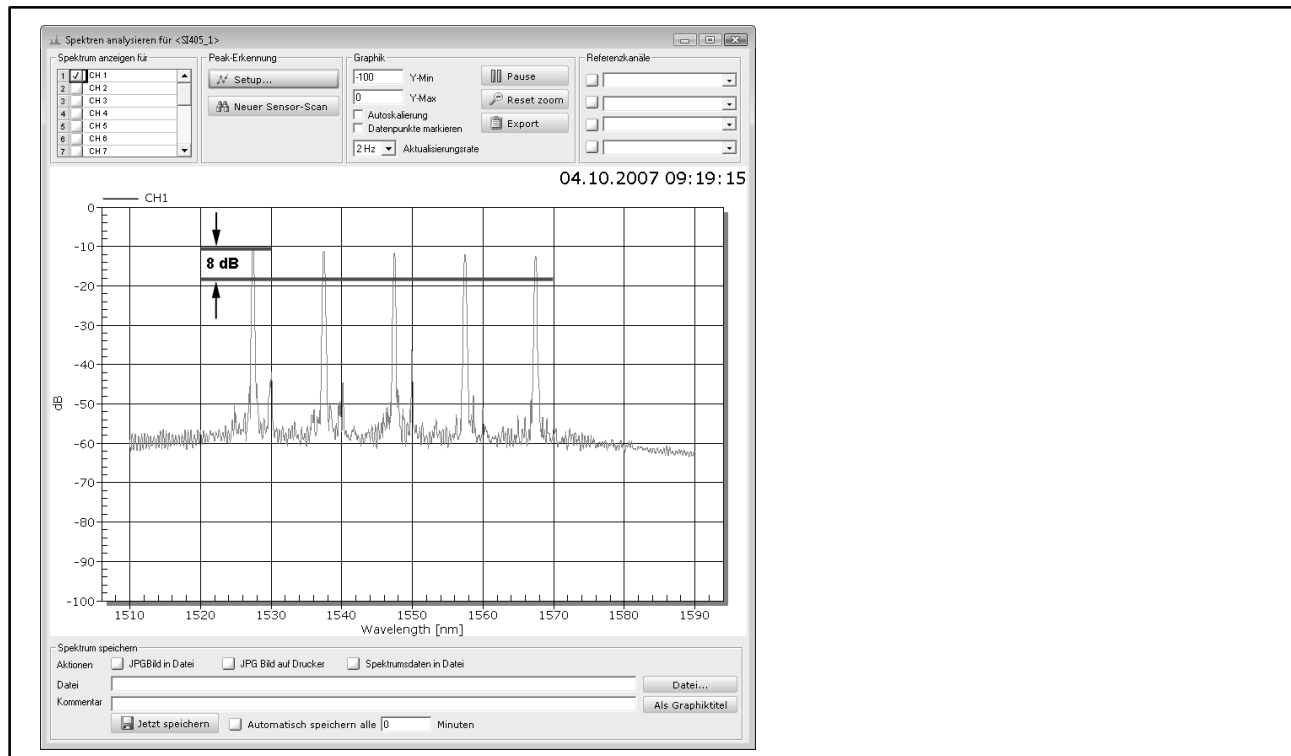 Spektren analysieren für <SI405_1>
Spektrum anzeigen für
1 CH 1
2 CH 2
3 CH 3
4 CH 4
5 CH 5
6 CH 6
7 CH 7
Peak-Erkennung
Setup...
Neuer Sensor-Scan
Graphik
-100 Y-Min
0 Y-Max
Autoskalierung
Datenpunkte markieren
2 Hz Aktualisierungsrate
Pause
Reset zoom
Export
Referenzkanäle
04.10.2007 09:19:15
CH1
0
-10
8 dB
-20
-30
-40
-50
dB
-60
-70
-80
-90
-100
1510 1520 1530 1540 1550 1560 1570 1580 1590
Wavelength [nm]
Spektrum speichern
Aktionen JPGBild in Datei JPG Bild auf Drucker Spektrumsdaten in Datei
Datei Datei...
Kommentar Als Graphiktitel
Jetzt speichern Automatisch speichern alle 0 Minuten